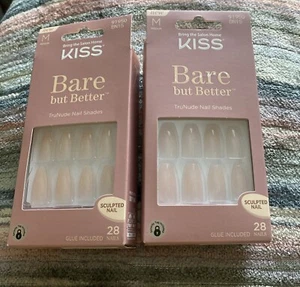 M
Bring the Salon Home
KISS
Bare
but Better
TruNude Nail Shades
SCULPTED
NAIL
28
NAILS
GLUE INCLUDED
M
Bring the Salon Home
KISS
Bare
but Better
TruNude Nail Shades
SCULPTED
NAIL
28
NAILS
GLUE INCLUDED